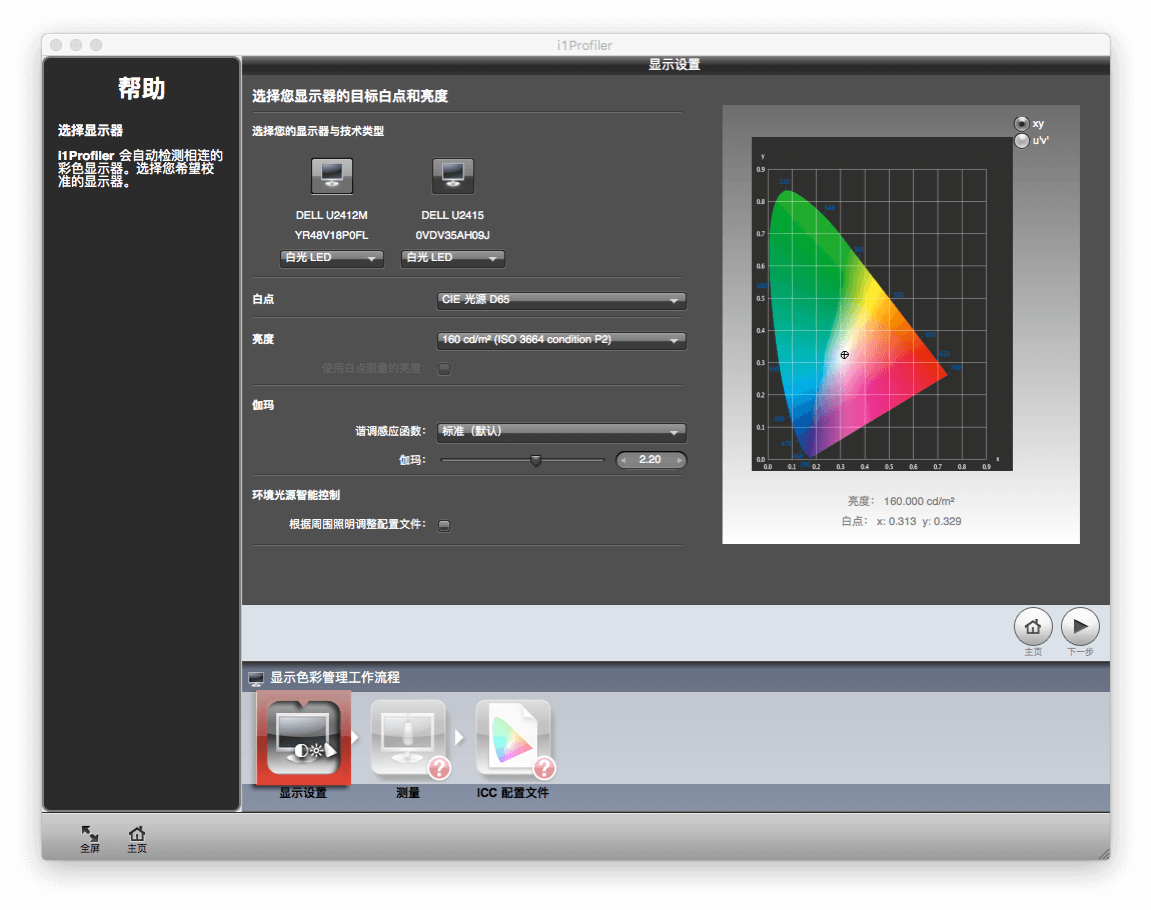 i1Profiler
显示设置
帮助
选择显示器
i1Profiler 会自动检测相连的
彩色显示器。选择您希望校
准的显示器。
选择您显示器的目标白点和亮度
选择您的显示器与技术类型
DELL U2412M
DELL U2415
YR48V18P0FL
0VDV35AH09J
白光 LED
白光 LED
白点
CIE 光源 D65
亮度
160 cd/m² (ISO 3664 condition P2)
使用白点测量的亮度：
伽玛
谐调感应函数：
标准（默认）
伽玛：
2.20
环境光源智能控制
根据周围照明调整配置文件：
xy
u'v'
y
0.9
0.8
0.7
0.6
0.5
0.4
0.3
0.2
0.1
0.0
0.0 0.1 0.2 0.3 0.4 0.5 0.6 0.7 0.8 0.9
x
520
540
560
580
600
620
亮度： 160.000 cd/m²
白点： x: 0.313 y: 0.329
主页
下一步
显示色彩管理工作流程
显示设置
测量
ICC 配置文件
全屏
主页